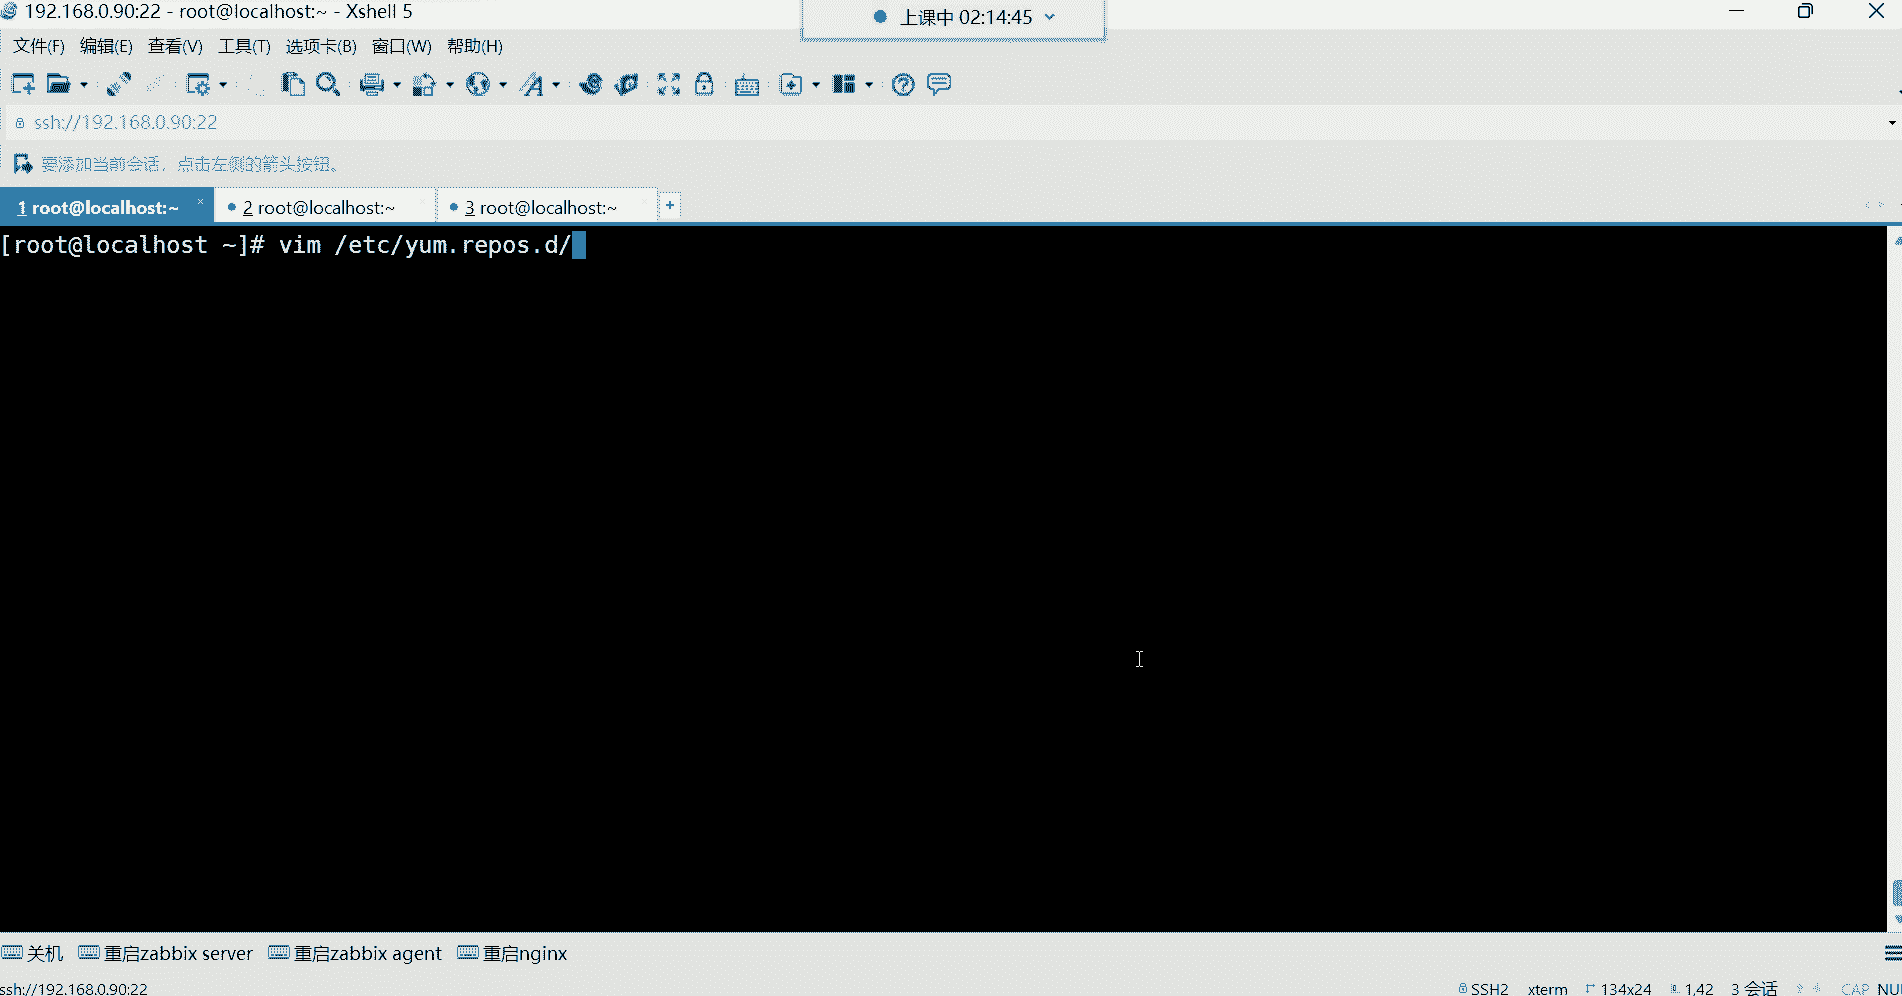 192.168.0.90:22 - root@localhost:~ - Xshell 5
上课中 02:14:45
文件(F) 编辑(E) 查看(V) 工具(T) 选项卡(B) 窗口(W) 帮助(H)
ssh://192.168.0.90:22
要添加当前会话，点击左侧的箭头按钮。
1 root@localhost:~ × 2 root@localhost:~ 3 root@localhost:~ +
[root@localhost ~]# vim /etc/yum.repos.d/
关机 重启zabbix server 重启zabbix agent 重启nginx
ssh://192.168.0.90:22 SSH2 xterm 134x24 1,42 3 会话 CAP NU